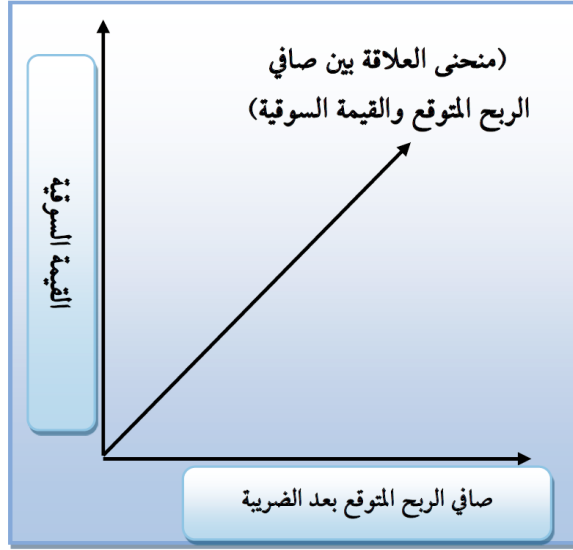 (منحنى العلاقة بين صافي
الربح المتوقع والقيمة السوقية)
القيمة السوقية
صافي الربح المتوقع بعد الضريبة